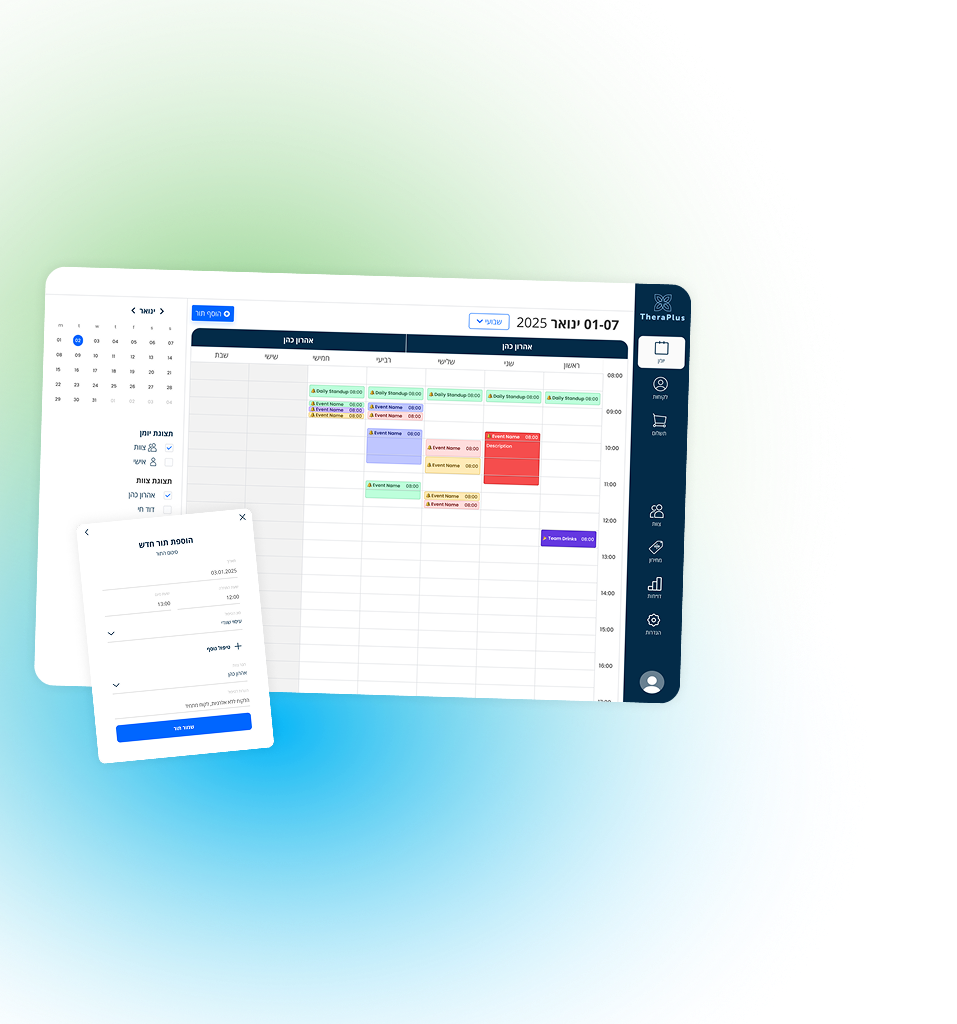 TheraPlus
יומן
לקוחות
תשלום
צוות
מחירון
דוחות
הגדרות
01-07 ינואר 2025
שבועי
הוסף תור
אהרון כהן
אהרון כהן
ראשון שני שלישי רביעי חמישי שישי שבת
08:00
09:00
10:00
11:00
12:00
13:00
14:00
15:00
16:00
Daily Standup 08:00
Daily Standup 08:00
Daily Standup 08:00
Daily Standup 08:00
Daily Standup 08:00
Event Name 08:00
Event Name 08:00
Event Name 08:00
Event Name 08:00
Event Name 08:00
Event Name 08:00
Event Name 08:00
Event Name 08:00
Event Name 08:00
Description
Event Name 08:00
Event Name 08:00
Event Name 08:00
Team Drinks 08:00
ינואר
01 02 03 04 05 06 07
08 09 10 11 12 13 14
15 16 17 18 19 20 21
22 23 24 25 26 27 28
29 30 31
תצוגת יומן
צוות
אישי
תצוגת צוות
אהרון כהן
דוד חי
הוספת תור חדש
סיכום התור
03.01.2025
12:00
13:00
עיסוי שוודי
טיפול נוסף
אהרון כהן
הלקוח ללא אלרגיות, לקוח מתמיד
שמור תור